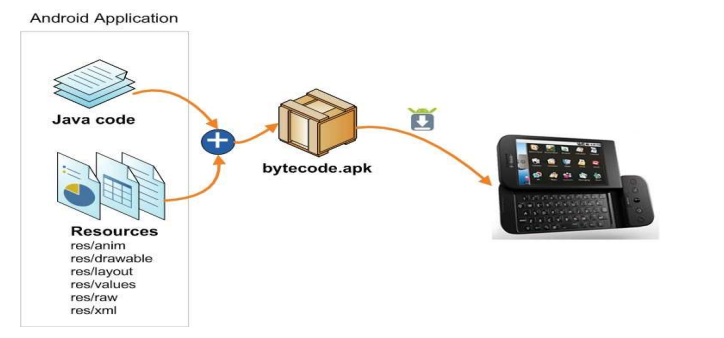 Android Application
Java code
bytecode.apk
Resources
res/anim
res/drawable
res/layout
res/values
res/raw
res/xml